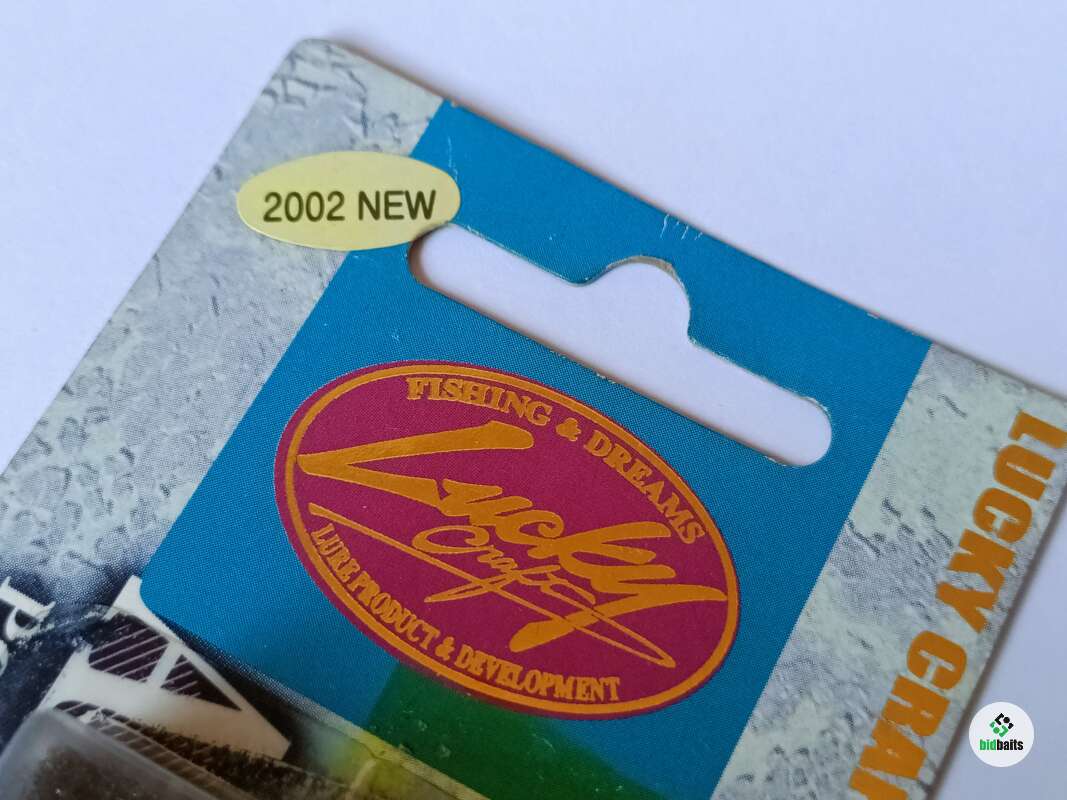 2002 NEW
FISHING & DREAMS
Lucky
Craft
LURE PRODUCT & DEVELOPMENT
LUCKY CRA
bidbaits